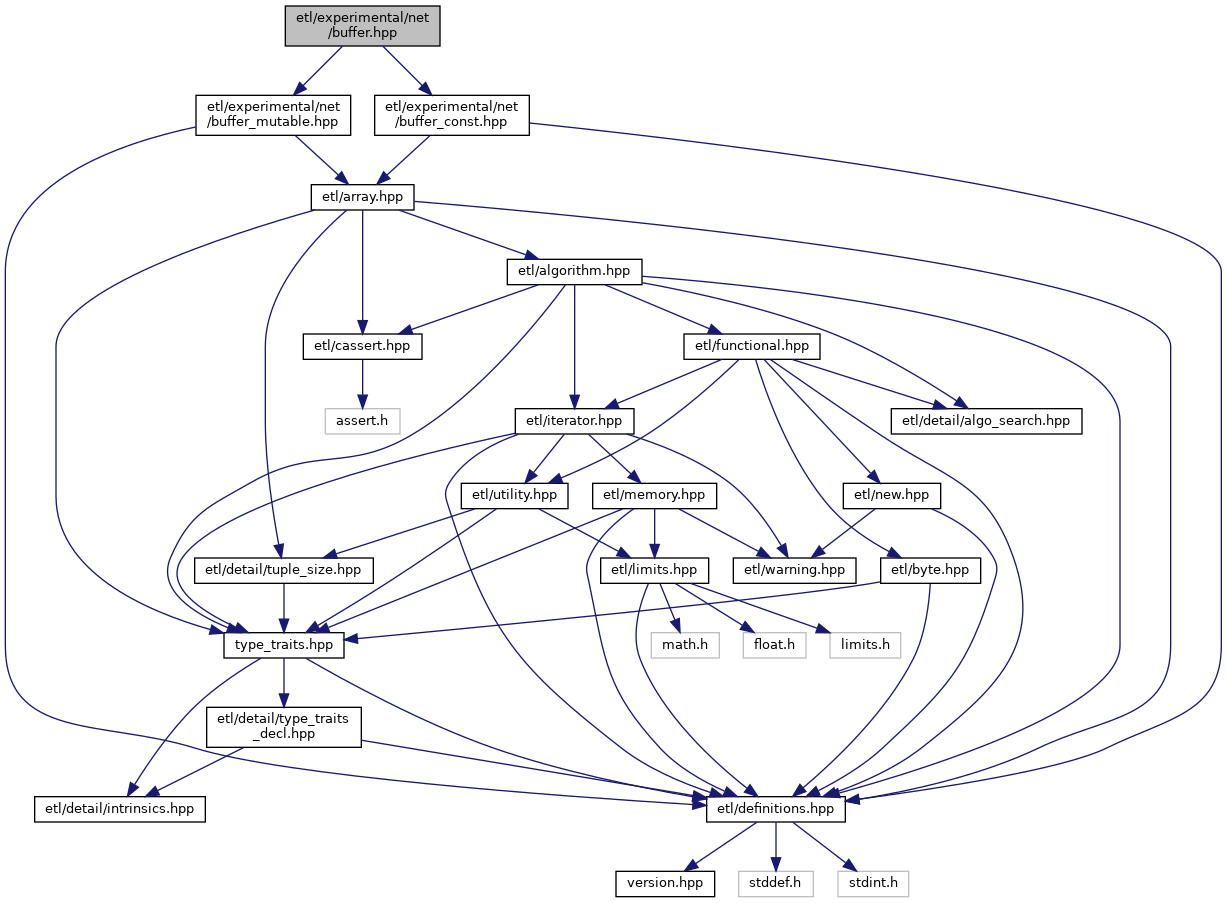 etl/experimental/net
/buffer.hpp
etl/experimental/net
/buffer_mutable.hpp
etl/experimental/net
/buffer_const.hpp
etl/array.hpp
etl/algorithm.hpp
etl/cassert.hpp
etl/functional.hpp
assert.h
etl/iterator.hpp
etl/detail/algo_search.hpp
etl/utility.hpp
etl/memory.hpp
etl/new.hpp
etl/detail/tuple_size.hpp
etl/limits.hpp
etl/warning.hpp
etl/byte.hpp
type_traits.hpp
math.h
float.h
limits.h
etl/detail/type_traits
_decl.hpp
etl/detail/intrinsics.hpp
etl/definitions.hpp
version.hpp
stddef.h
stdint.h